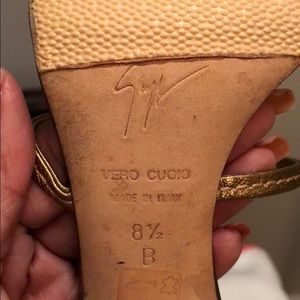 VERO CUOIO
MADE IN ITALY
8½
B